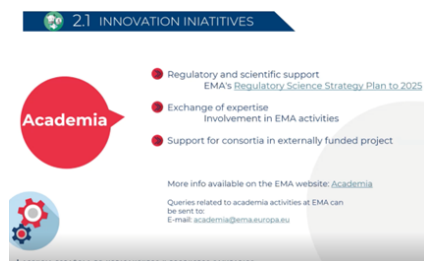 2.1 INNOVATION INIATITIVES
Academia
Regulatory and scientific support
EMA's Regulatory Science Strategy Plan to 2025
Exchange of expertise
Involvement in EMA activities
Support for consortia in externally funded project
More info available on the EMA website: Academia
Queries related to academia activities at EMA can
be sent to:
E-mail: academia@ema.europa.eu